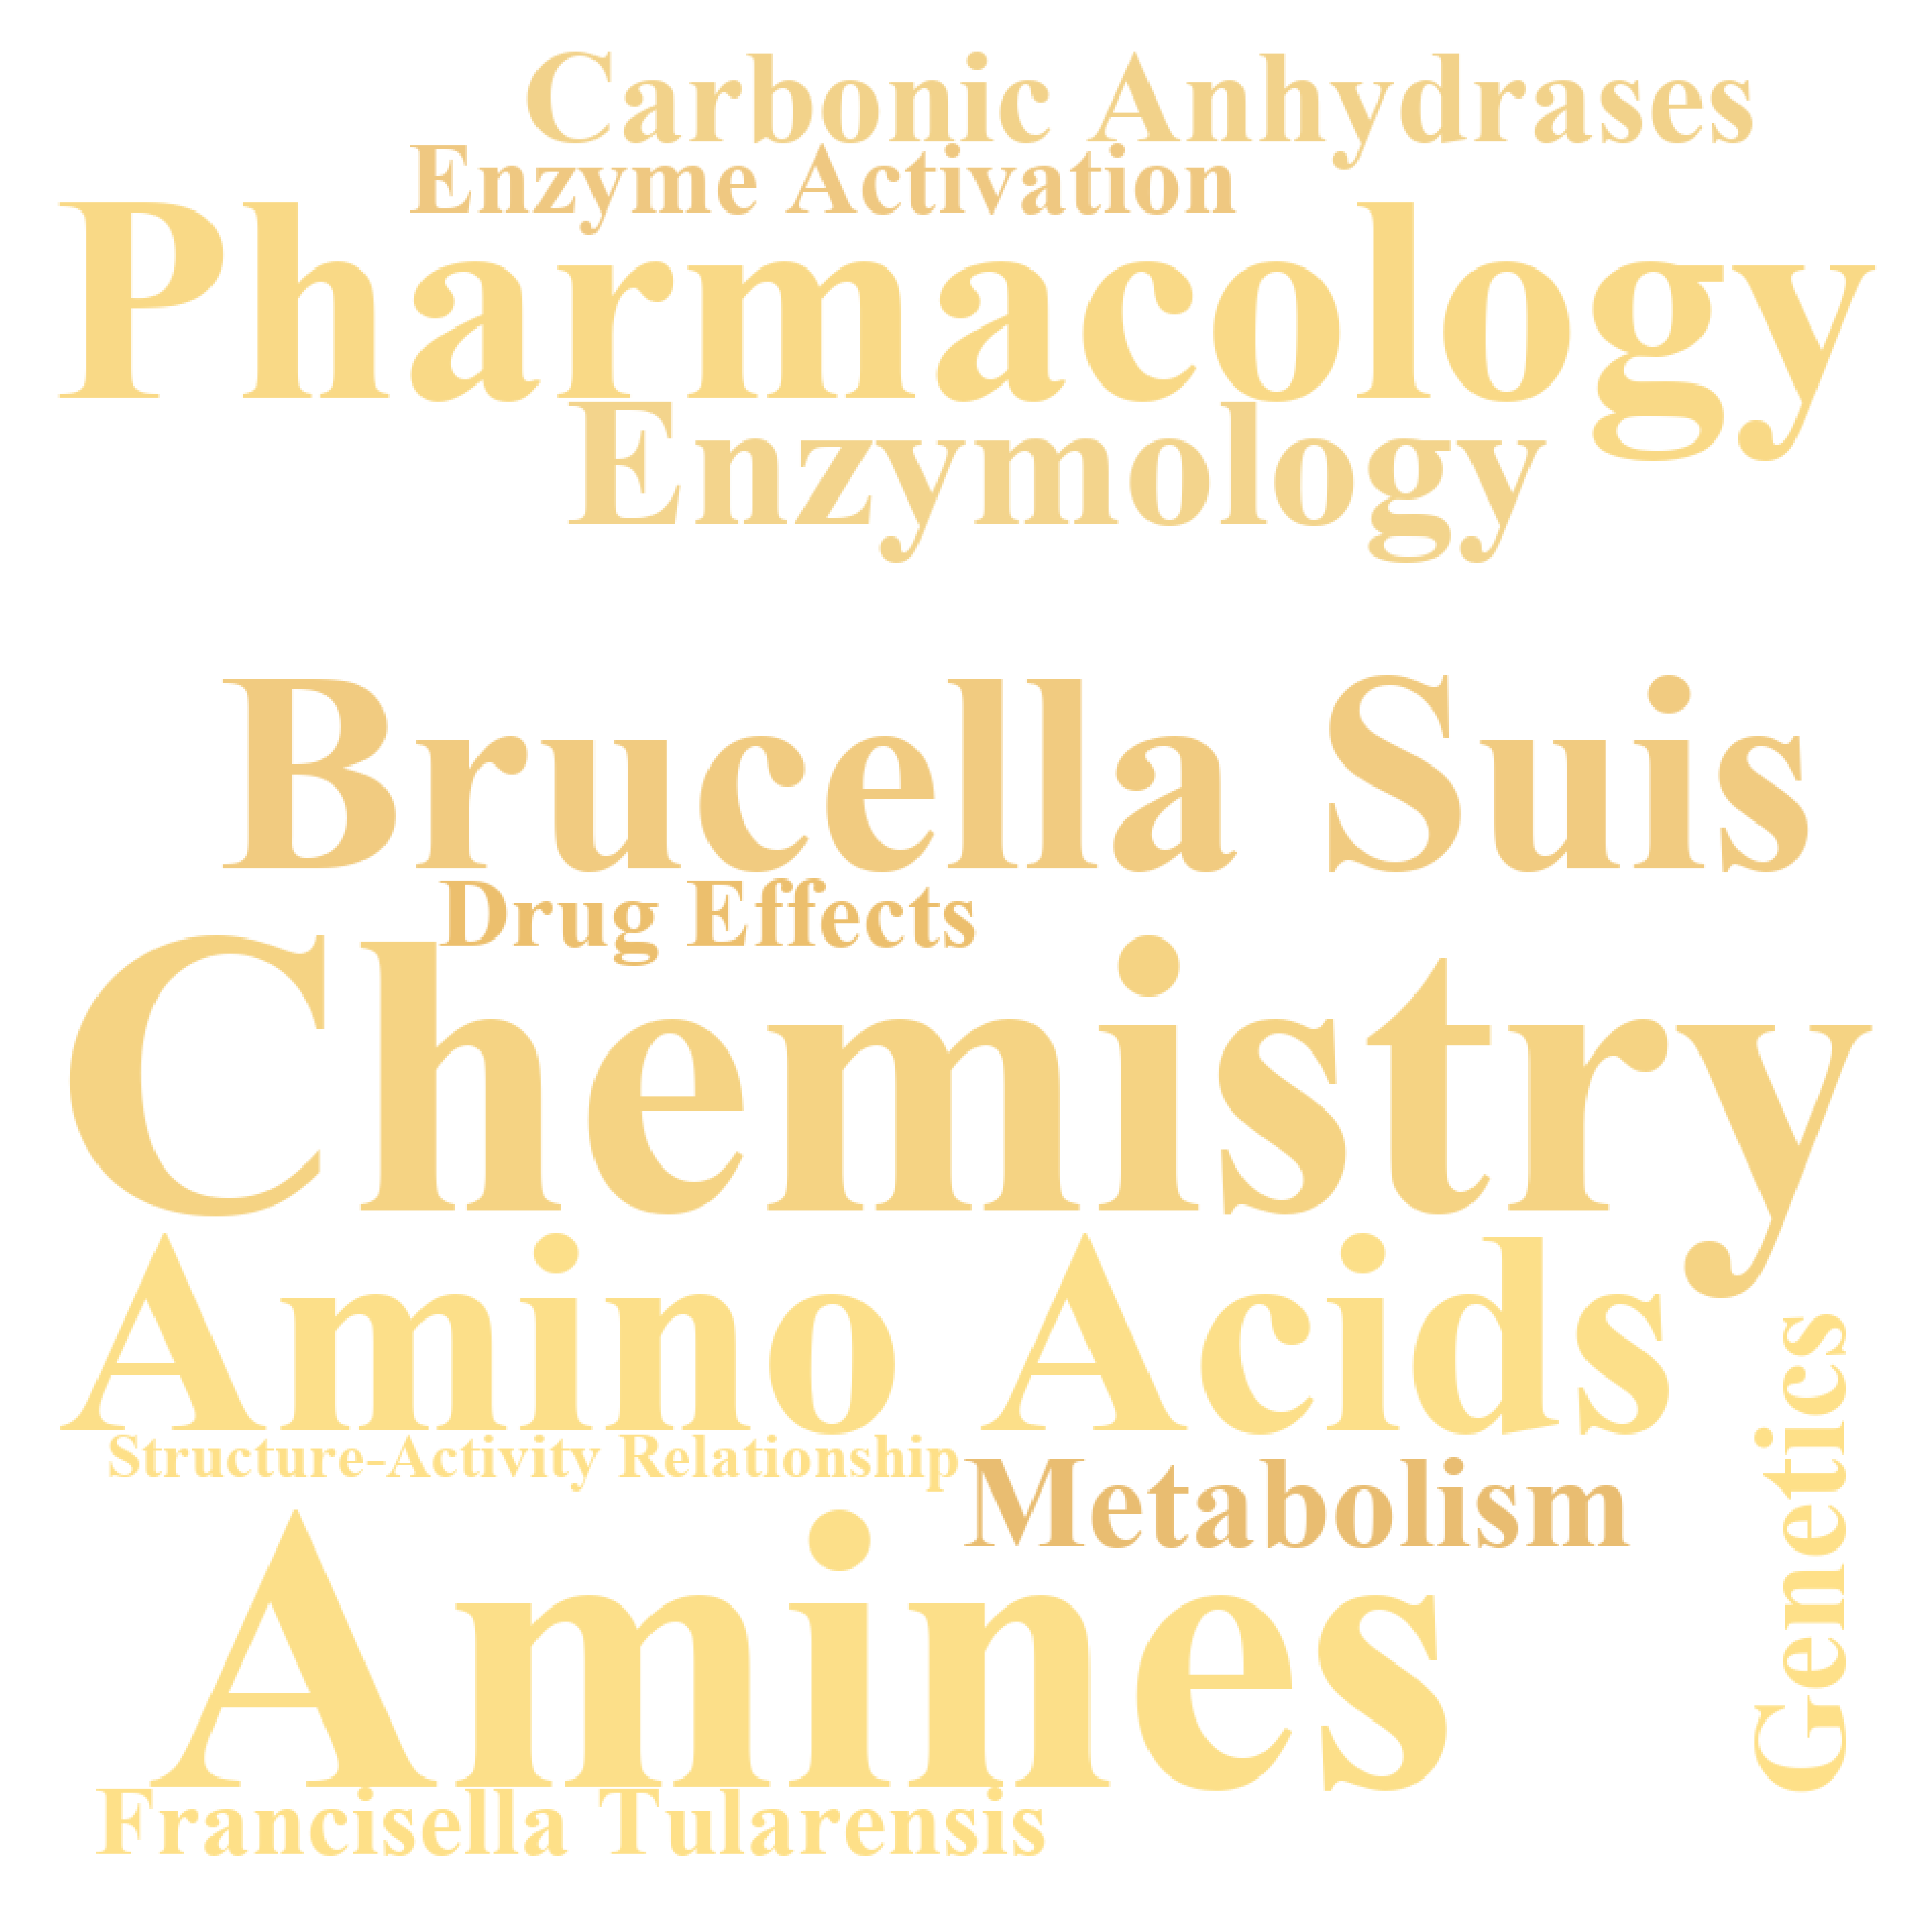 Carbonic Anhydrases
Enzyme Activation
Pharmacology
Enzymology
Brucella Suis
Drug Effects
Chemistry
Amino Acids
Structure-Activity Relationship
Metabolism
Genetics
Amines
Francisella Tularensis